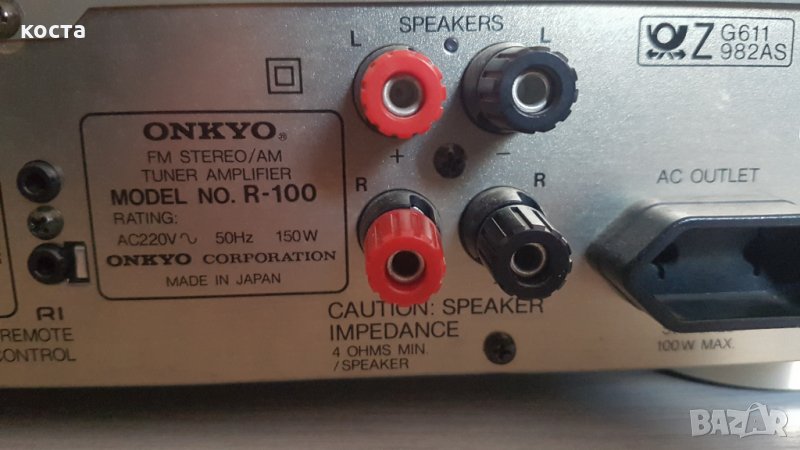 коста
SPEAKERS
L
L
Z G611
982AS
ONKYO®
FM STEREO/AM
TUNER AMPLIFIER
MODEL NO. R-100
RATING:
AC220V∿ 50Hz 150W
ONKYO CORPORATION
MADE IN JAPAN
+
−
R
R
AC OUTLET
RI
REMOTE
CONTROL
CAUTION: SPEAKER
IMPEDANCE
4 OHMS MIN.
/SPEAKER
100W MAX.
BAZAR